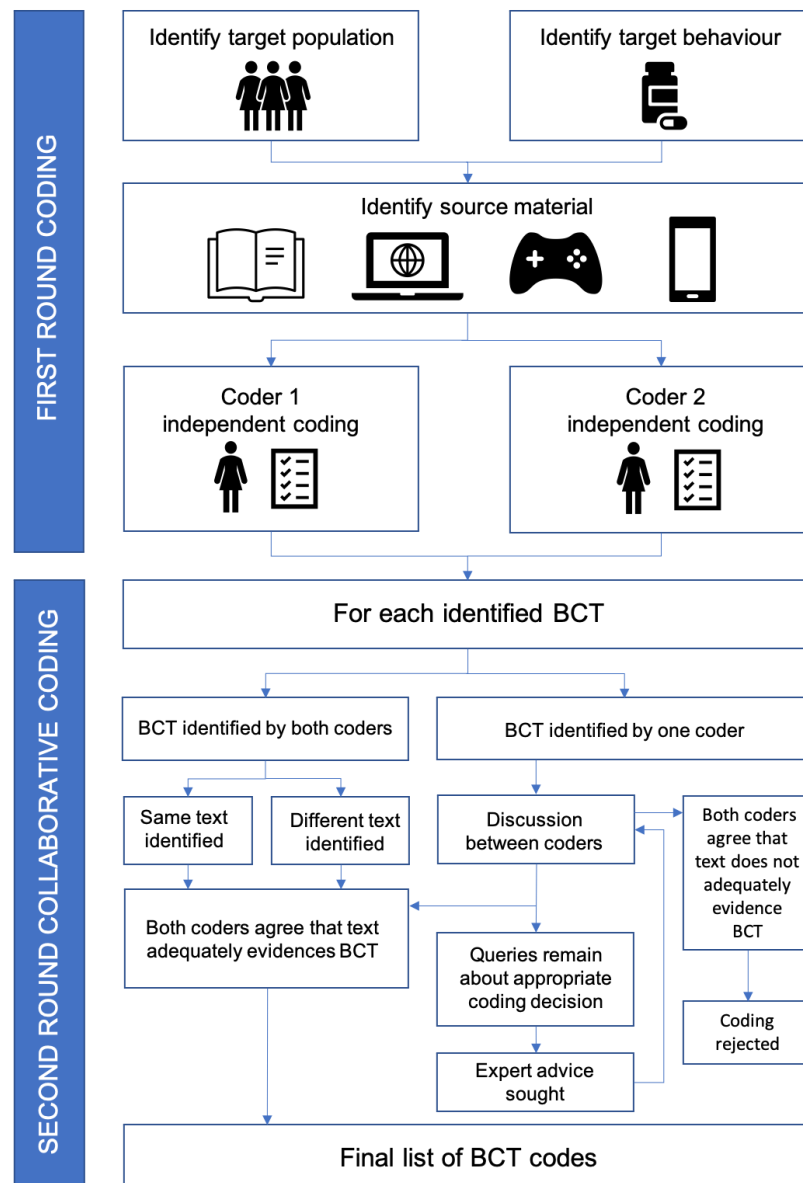 FIRST ROUND CODING
Identify target population
Identify target behaviour
Identify source material
Coder 1
independent coding
Coder 2
independent coding
SECOND ROUND COLLABORATIVE CODING
For each identified BCT
BCT identified by both coders
BCT identified by one coder
Same text
identified
Different text
identified
Discussion
between coders
Both coders
agree that
text does not
adequately
evidence
BCT
Both coders agree that text
adequately evidences BCT
Queries remain
about appropriate
coding decision
Coding
rejected
Expert advice
sought
Final list of BCT codes